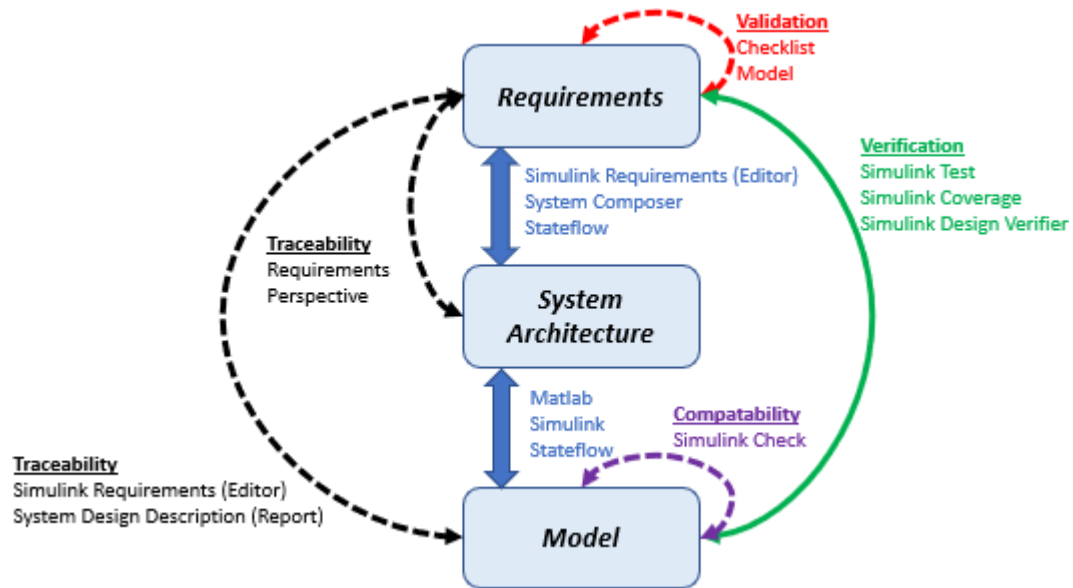 Validation
Checklist
Model
Requirements
Verification
Simulink Test
Simulink Coverage
Simulink Design Verifier
Simulink Requirements (Editor)
System Composer
Stateflow
Traceability
Requirements
Perspective
System
Architecture
Matlab
Simulink
Stateflow
Compatability
Simulink Check
Traceability
Simulink Requirements (Editor)
System Design Description (Report)
Model